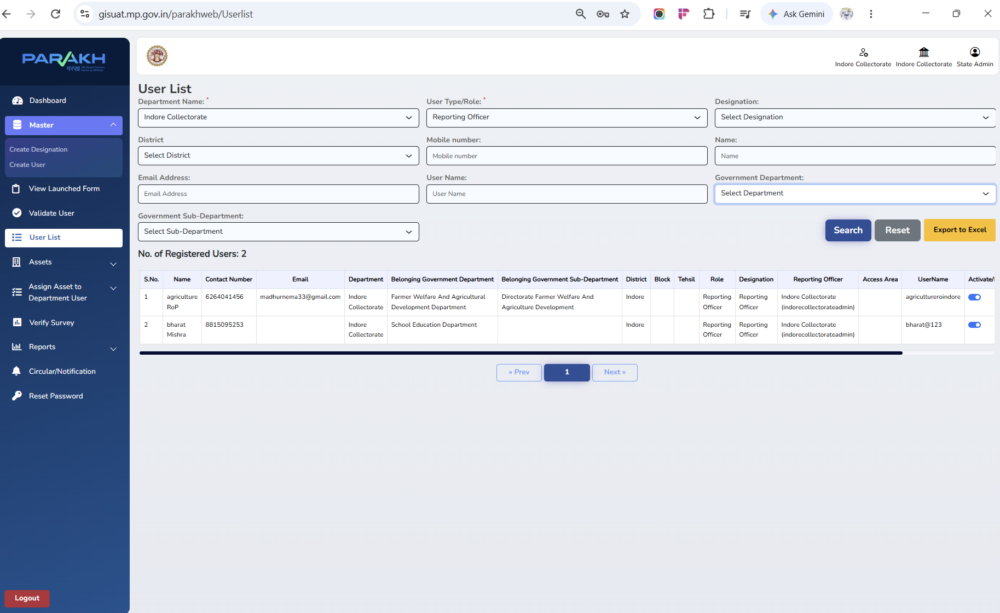 gisuat.mp.gov.in/parakhweb/Userlist
Ask Gemini
PARAKH
परख
Indore Collectorate
Indore Collectorate
State Admin
Dashboard
Master
Create Designation
Create User
View Launched Form
Validate User
User List
Assets
Assign Asset to
Department User
Verify Survey
Reports
Circular/Notification
Reset Password
Logout
User List
Department Name: *
User Type/Role: *
Designation:
Indore Collectorate
Reporting Officer
Select Designation
District
Mobile number:
Name:
Select District
Mobile number
Name
Email Address:
User Name:
Government Department:
Email Address
User Name
Select Department
Government Sub-Department:
Select Sub-Department
Search
Reset
Export to Excel
No. of Registered Users: 2
S.No. Name Contact Number Email Department Belonging Government Department Belonging Government Sub-Department District Block Tehsil Role Designation Reporting Officer Access Area UserName Activate/
1 agriculture 6264041456 madhurnema33@gmail.com Indore Farmer Welfare And Agricultural Directorate Farmer Welfare And Indore Reporting Reporting Indore Collectorate agricultureroindore
RoP Collectorate Development Department Agriculture Development Officer Officer (indorecollectorateadmin)
2 bharat 8815095253 Indore School Education Department Indore Reporting Reporting Indore Collectorate bharat@123
Mishra Collectorate Officer Officer (indorecollectorateadmin)
« Prev
1
Next »